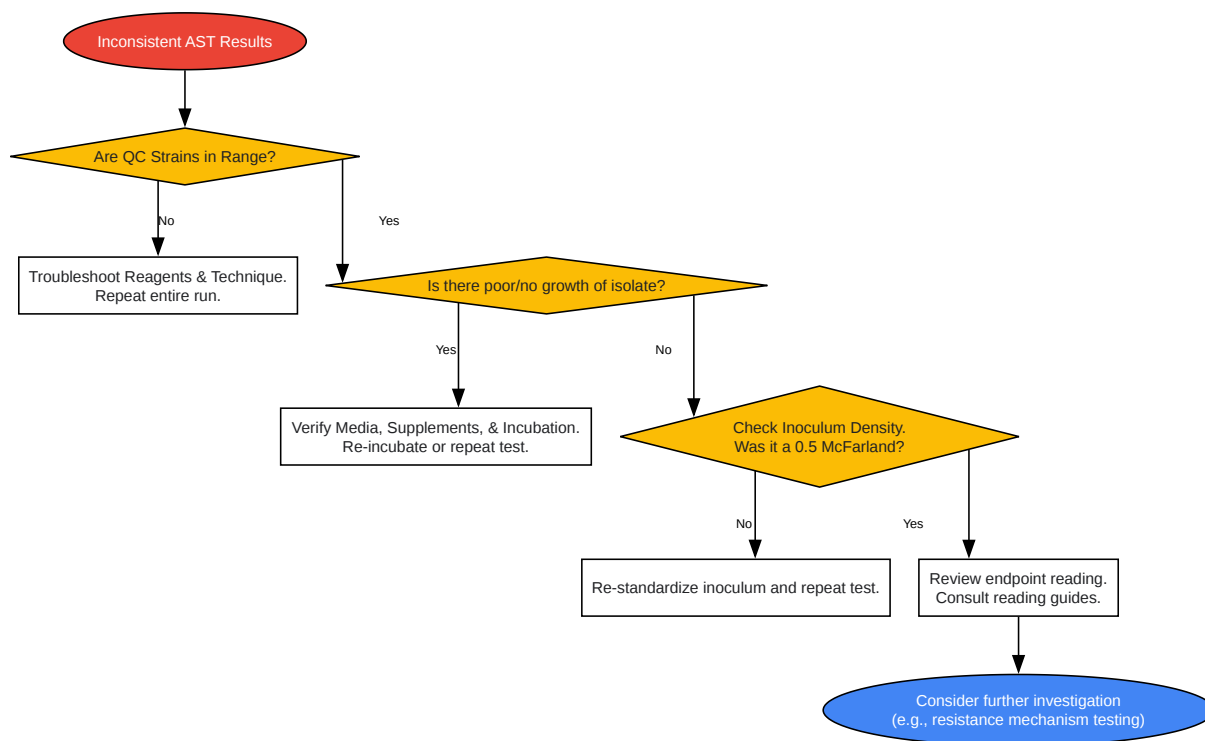 Inconsistent AST Results
Are QC Strains in Range?
No
Yes
Troubleshoot Reagents & Technique.
Repeat entire run.
Is there poor/no growth of isolate?
Yes
No
Verify Media, Supplements, & Incubation.
Re-incubate or repeat test.
Check Inoculum Density.
Was it a 0.5 McFarland?
No
Yes
Re-standardize inoculum and repeat test.
Review endpoint reading.
Consult reading guides.
Consider further investigation
(e.g., resistance mechanism testing)